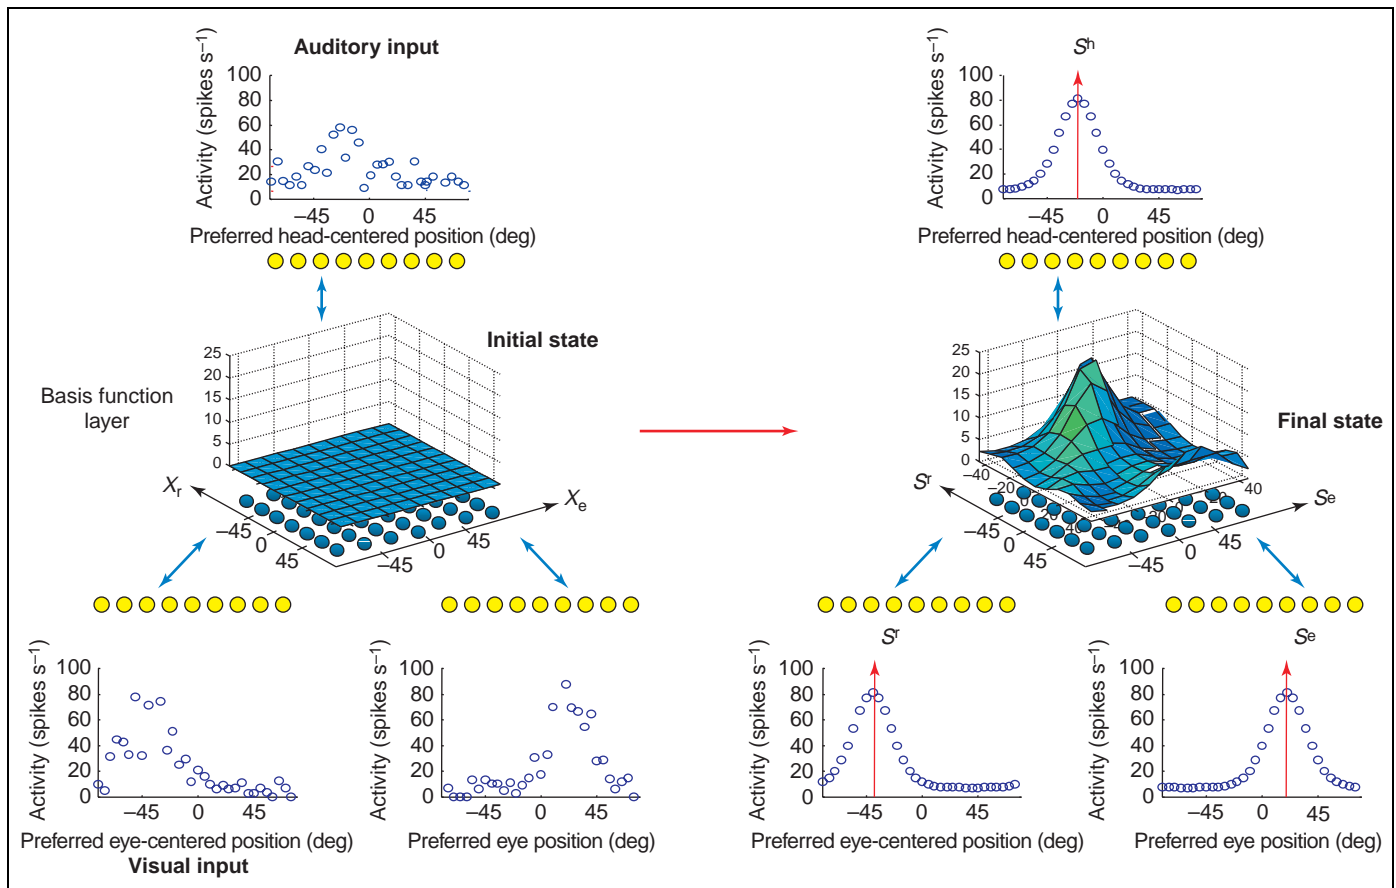 Auditory input
Activity (spikes s–1)
100
80
60
40
20
0
–45 0 45
Preferred head-centered position (deg)
Sh
Activity (spikes s–1)
100
80
60
40
20
0
–45 0 45
Preferred head-centered position (deg)
Initial state
25
20
15
10
5
0
Basis function
layer
Xr
Xe
–45
0
45
–45
0
45
Final state
25
20
15
10
5
0
–40
–20
40
Sr
Se
–45
0
45
–45
0
45
Activity (spikes s–1)
100
80
60
40
20
0
–45 0 45
Preferred eye-centered position (deg)
Visual input
Activity (spikes s–1)
100
80
60
40
20
0
–45 0 45
Preferred eye position (deg)
Sr
Activity (spikes s–1)
100
80
60
40
20
0
–45 0 45
Preferred eye-centered position (deg)
Se
Activity (spikes s–1)
100
80
60
40
20
0
–45 0 45
Preferred eye position (deg)